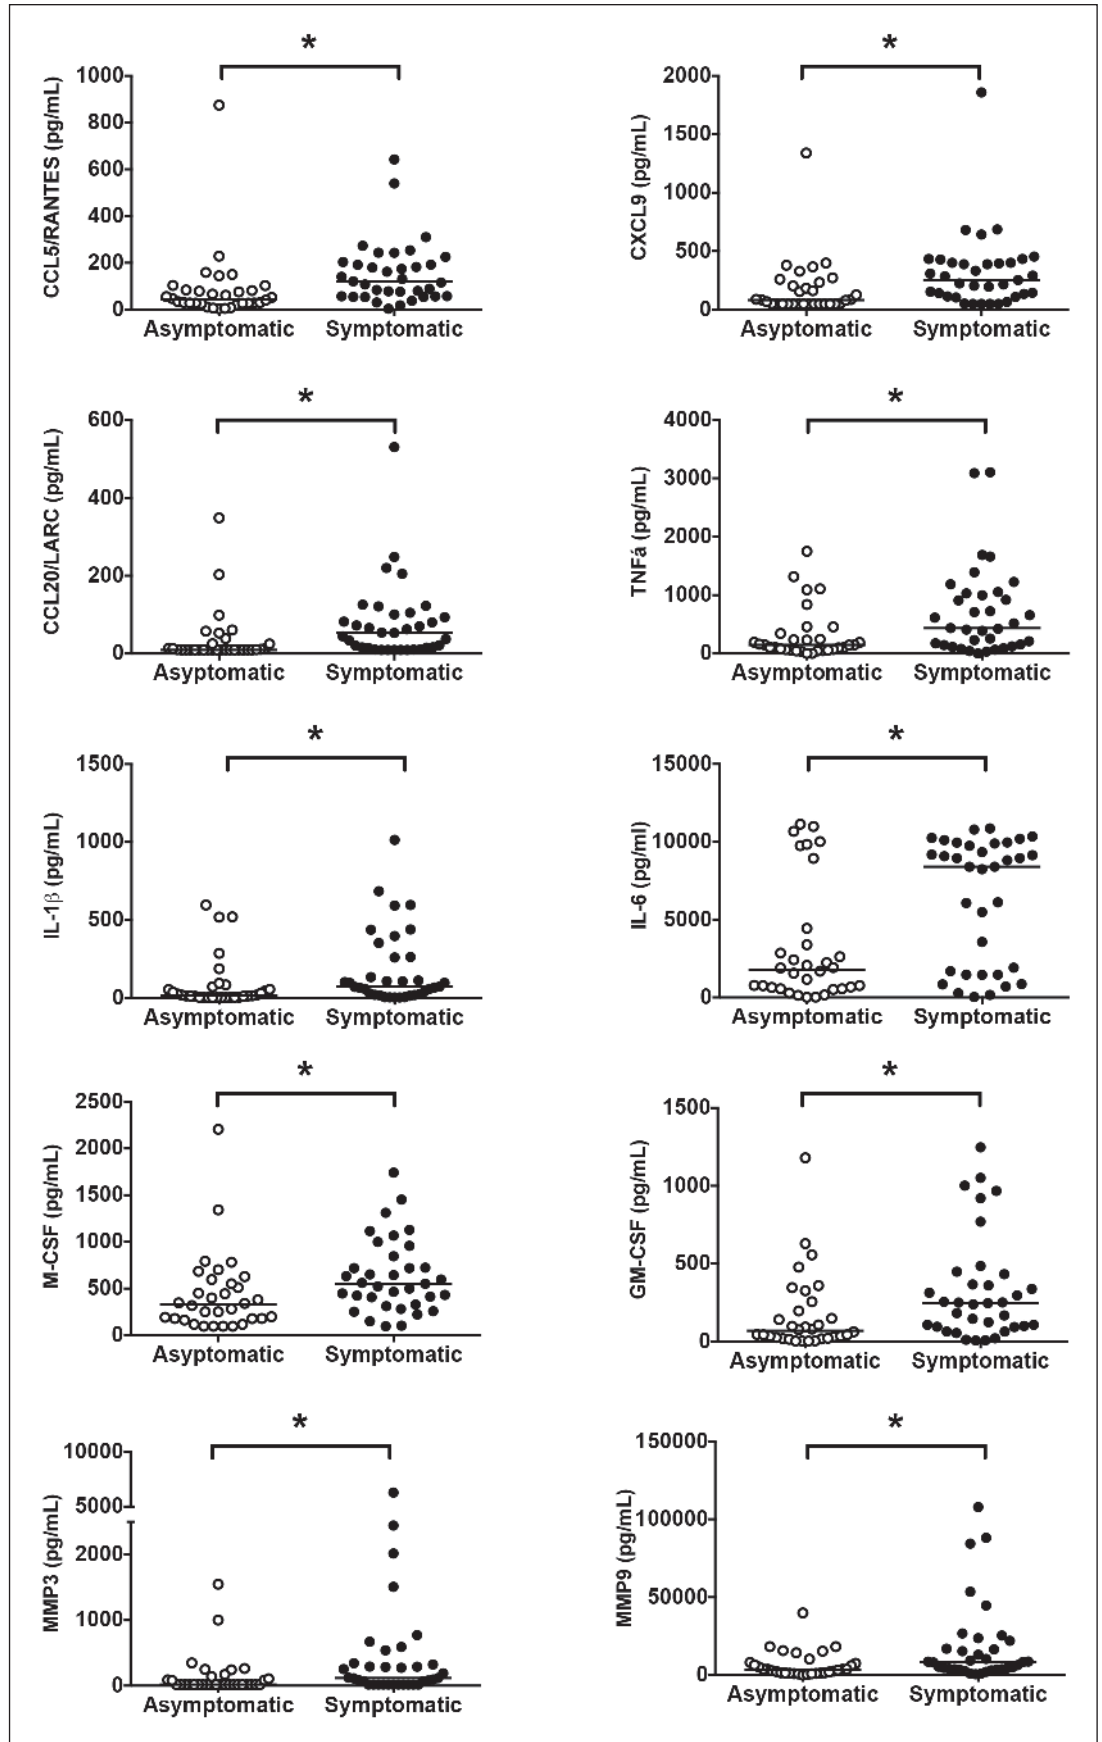 *
CCL5/RANTES (pg/mL)
1000
800
600
400
200
0
Asymptomatic Symptomatic
*
CXCL9 (pg/mL)
2000
1500
1000
500
0
Asymptomatic Symptomatic
*
CCL20/LARC (pg/mL)
600
400
200
0
Asyptomatic Symptomatic
*
TNFá (pg/mL)
4000
3000
2000
1000
0
Asymptomatic Symptomatic
*
IL-1β (pg/mL)
1500
1000
500
0
Asymptomatic Symptomatic
*
IL-6 (pg/ml)
15000
10000
5000
0
Asymptomatic Symptomatic
*
M-CSF (pg/mL)
2500
2000
1500
1000
500
0
Asyptomatic Symptomatic
*
GM-CSF (pg/mL)
1500
1000
500
0
Asymptomatic Symptomatic
*
MMP3 (pg/mL)
10000
5000
2000
1000
0
Asymptomatic Symptomatic
*
MMP9 (pg/mL)
150000
100000
50000
0
Asymptomatic Symptomatic